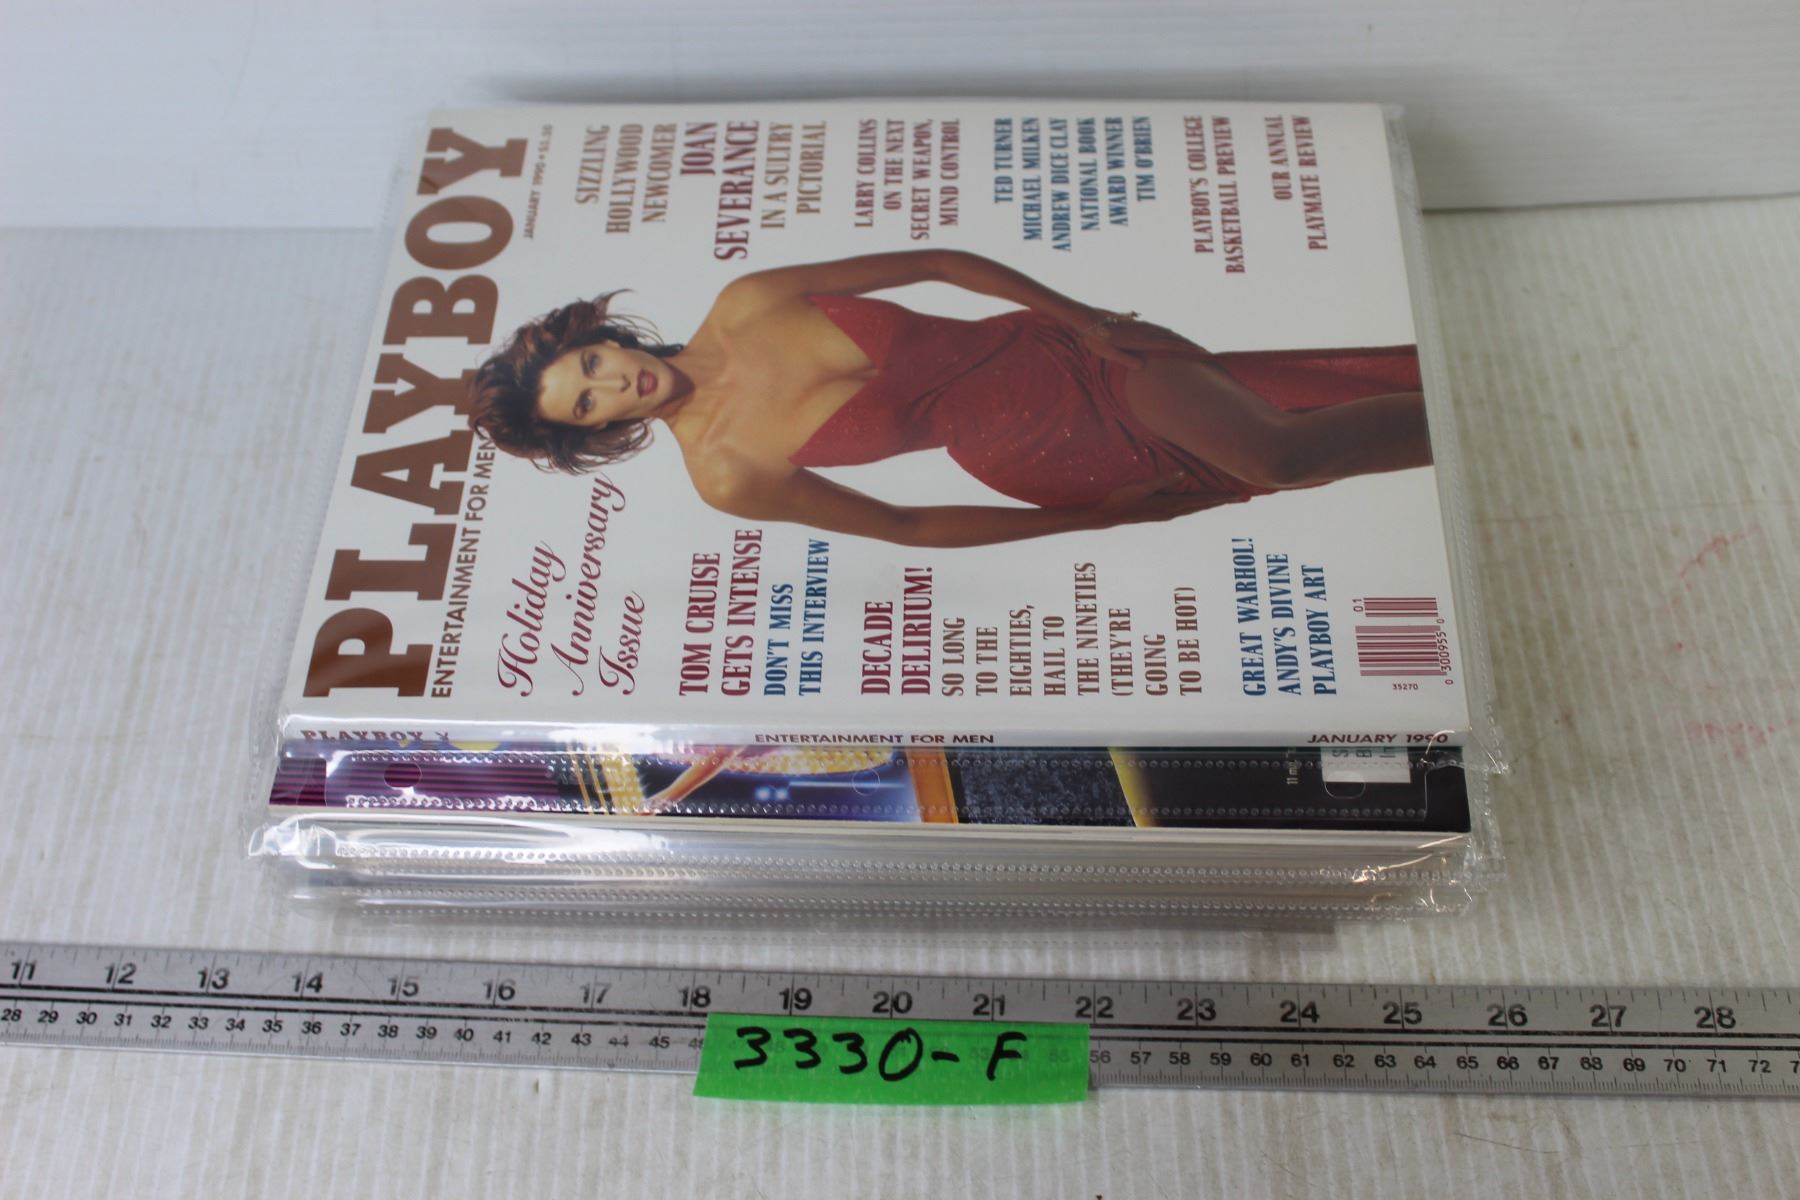 PLAYBOY
ENTERTAINMENT FOR MEN
JANUARY 1990 • $5.50
Holiday
Anniversary
Issue
SIZZLING
HOLLYWOOD
NEWCOMER
JOAN
SEVERANCE
IN A SULTRY
PICTORIAL
TOM CRUISE
GETS INTENSE
DON'T MISS
THIS INTERVIEW
LARRY COLLINS
ON THE NEXT
SECRET WEAPON,
MIND CONTROL
DECADE
DELIRIUM!
SO LONG
TO THE
EIGHTIES,
HAIL TO
THE NINETIES
(THEY'RE
GOING
TO BE HOT)
TED TURNER
MICHAEL MILKEN
ANDREW DICE CLAY
NATIONAL BOOK
AWARD WINNER
TIM O'BRIEN
PLAYBOY'S COLLEGE
BASKETBALL PREVIEW
GREAT WARHOL!
ANDY'S DIVINE
PLAYBOY ART
OUR ANNUAL
PLAYMATE REVIEW
01
35270
0 300955 0
PLAYBOY
ENTERTAINMENT FOR MEN
JANUARY 1990
11 12 13 14 15 16 17 18 19 20 21 22 23 24 25 26 27 28
28 29 30 31 32 33 34 35 36 37 38 39 40 41 42 43 44 45 56 57 58 59 60 61 62 63 64 65 66 67 68 69 70 71 72
3330-F